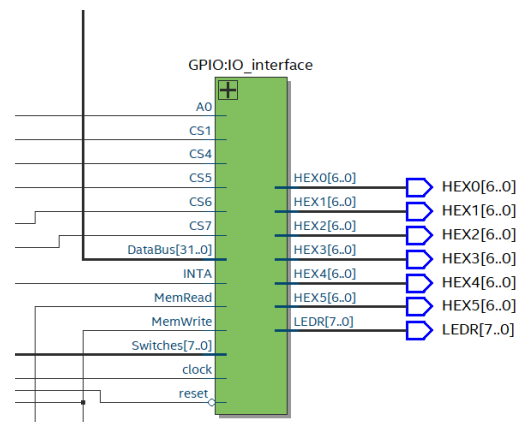 GPIO:IO_interface
A0
CS1
CS4
CS5
CS6
CS7
DataBus[31..0]
INTA
MemRead
MemWrite
Switches[7..0]
clock
reset
HEX0[6..0]
HEX1[6..0]
HEX2[6..0]
HEX3[6..0]
HEX4[6..0]
HEX5[6..0]
LEDR[7..0]
HEX0[6..0]
HEX1[6..0]
HEX2[6..0]
HEX3[6..0]
HEX4[6..0]
HEX5[6..0]
LEDR[7..0]